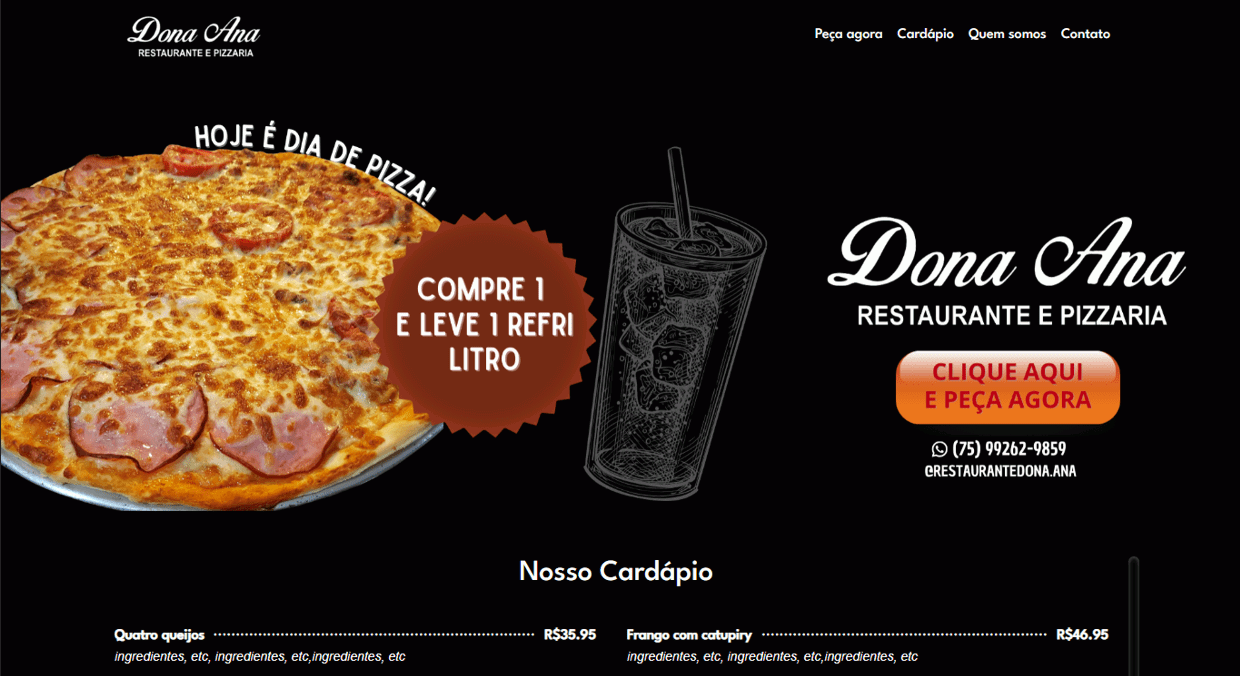 Dona Ana
RESTAURANTE E PIZZARIA
Peça agora Cardápio Quem somos Contato
HOJE É DIA DE PIZZA!
COMPRE 1
E LEVE 1 REFRI
LITRO
Dona Ana
RESTAURANTE E PIZZARIA
CLIQUE AQUI
E PEÇA AGORA
(75) 99262-9859
@RESTAURANTEDONA.ANA
Nosso Cardápio
Quatro queijos R$35.95
ingredientes, etc, ingredientes, etc,ingredientes, etc
Frango com catupiry R$46.95
ingredientes, etc, ingredientes, etc,ingredientes, etc